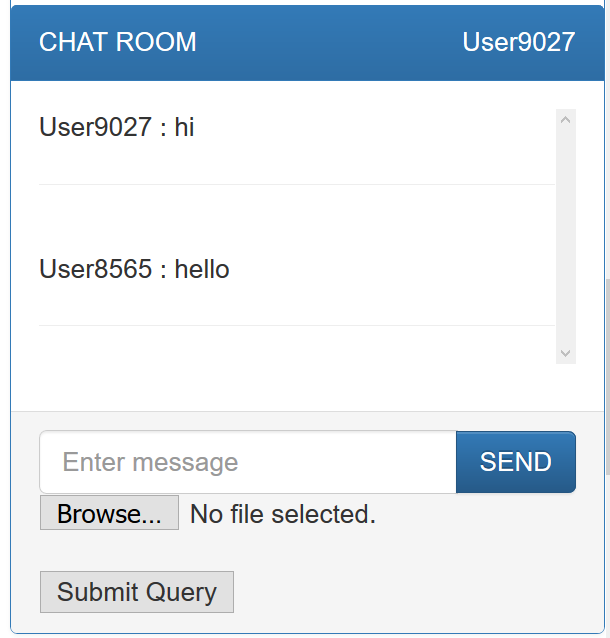 CHAT ROOM User9027
User9027 : hi
User8565 : hello
Enter message SEND
Browse... No file selected.
Submit Query